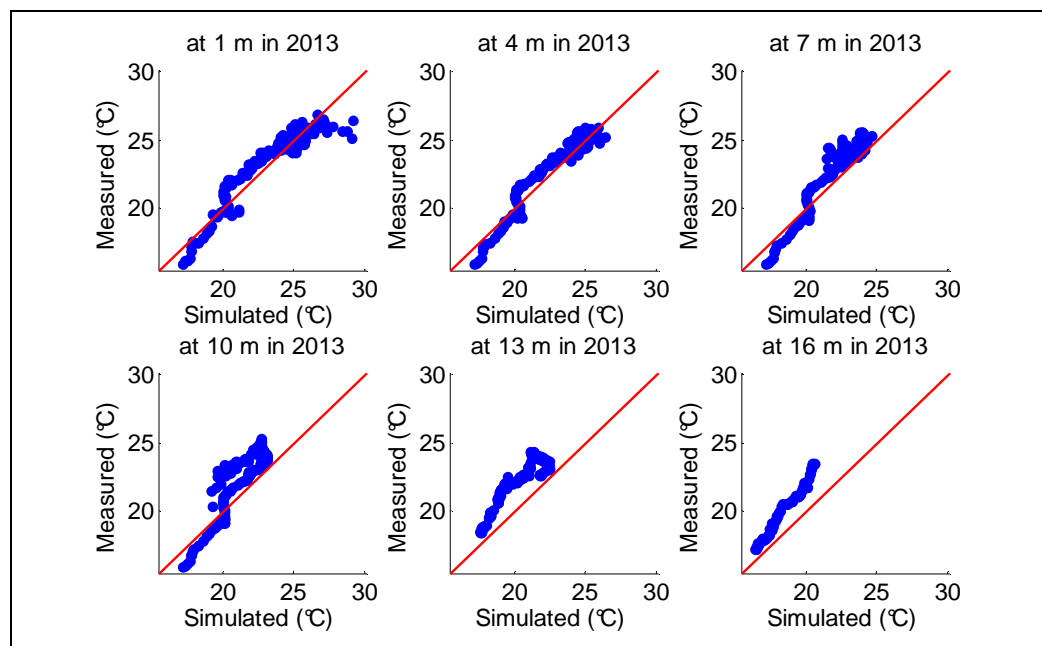 at 1 m in 2013 at 4 m in 2013 at 7 m in 2013
30 30 30
25 25 25
20 20 20
Measured (°C) Measured (°C) Measured (°C)
20 25 30 20 25 30 20 25 30
Simulated (°C) Simulated (°C) Simulated (°C)
at 10 m in 2013 at 13 m in 2013 at 16 m in 2013
30 30 30
25 25 25
20 20 20
Measured (°C) Measured (°C) Measured (°C)
20 25 30 20 25 30 20 25 30
Simulated (°C) Simulated (°C) Simulated (°C)